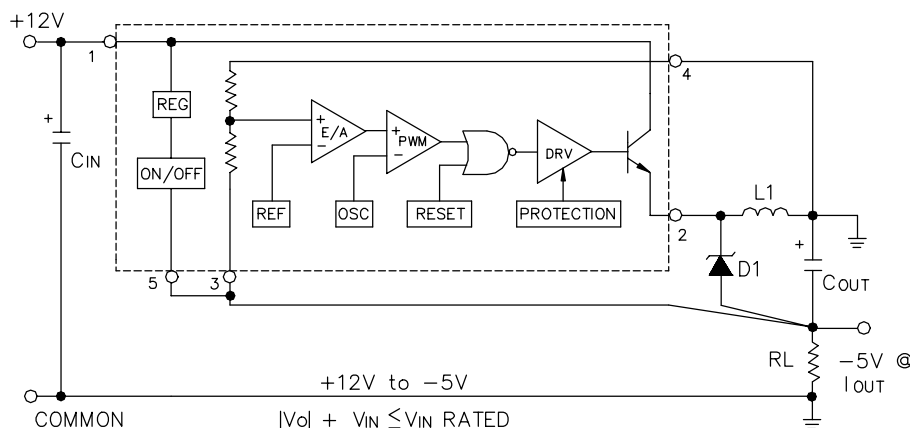 +12V
1
4
REG
+
E/A
−
+
PWM
−
DRV
+
CIN
ON/OFF
REF
OSC
RESET
PROTECTION
2
L1
+
D1
COUT
5
3
RL
−5V @
IOUT
+12V to −5V
COMMON
|Vo| + VIN ≤ VIN RATED